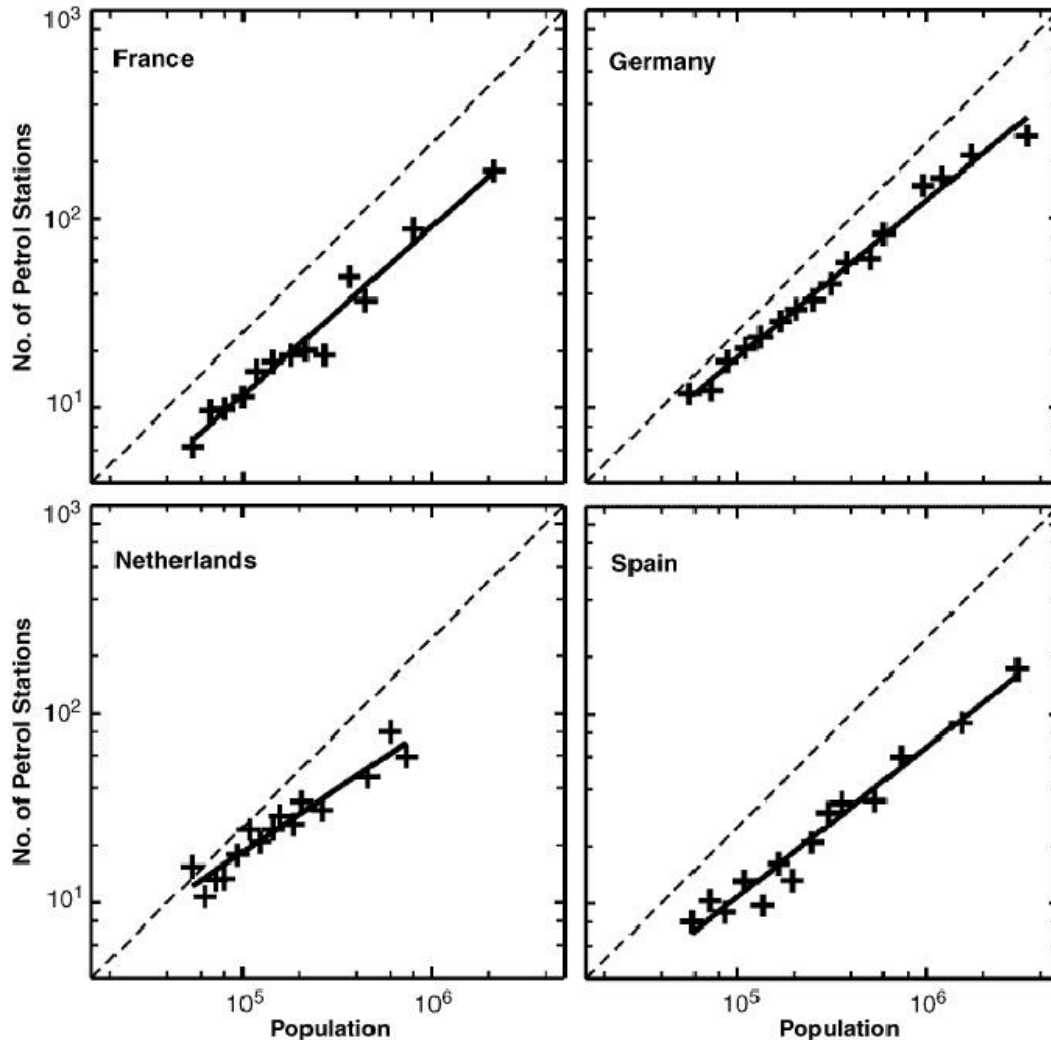 10³
France
Germany
No. of Petrol Stations
10²
10¹
10³
Netherlands
Spain
No. of Petrol Stations
10²
10¹
10⁵ 10⁶ 10⁵ 10⁶
Population Population